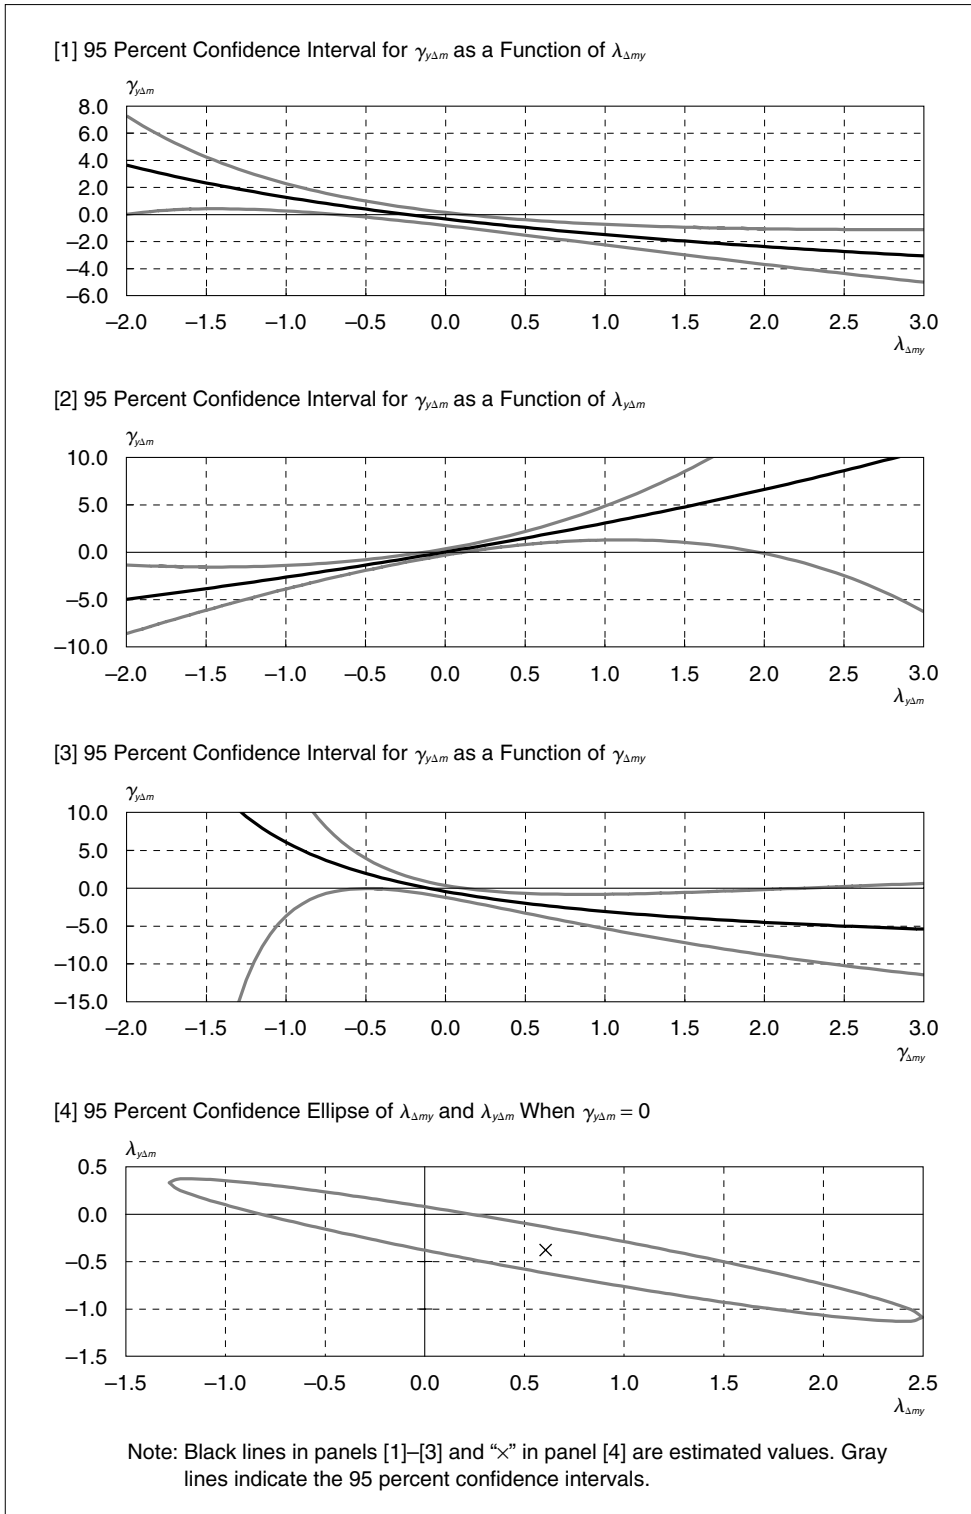 [1] 95 Percent Confidence Interval for γyΔm as a Function of λΔmy
γyΔm
8.0
6.0
4.0
2.0
0.0
−2.0
−4.0
−6.0
−2.0 −1.5 −1.0 −0.5 0.0 0.5 1.0 1.5 2.0 2.5 3.0
λΔmy
[2] 95 Percent Confidence Interval for γyΔm as a Function of λyΔm
γyΔm
10.0
5.0
0.0
−5.0
−10.0
−2.0 −1.5 −1.0 −0.5 0.0 0.5 1.0 1.5 2.0 2.5 3.0
λyΔm
[3] 95 Percent Confidence Interval for γyΔm as a Function of γΔmy
γyΔm
10.0
5.0
0.0
−5.0
−10.0
−15.0
−2.0 −1.5 −1.0 −0.5 0.0 0.5 1.0 1.5 2.0 2.5 3.0
γΔmy
[4] 95 Percent Confidence Ellipse of λΔmy and λyΔm When γyΔm = 0
λyΔm
0.5
0.0
−0.5
−1.0
−1.5
−1.5 −1.0 −0.5 0.0 0.5 1.0 1.5 2.0 2.5
λΔmy
Note: Black lines in panels [1]–[3] and “×” in panel [4] are estimated values. Gray
lines indicate the 95 percent confidence intervals.